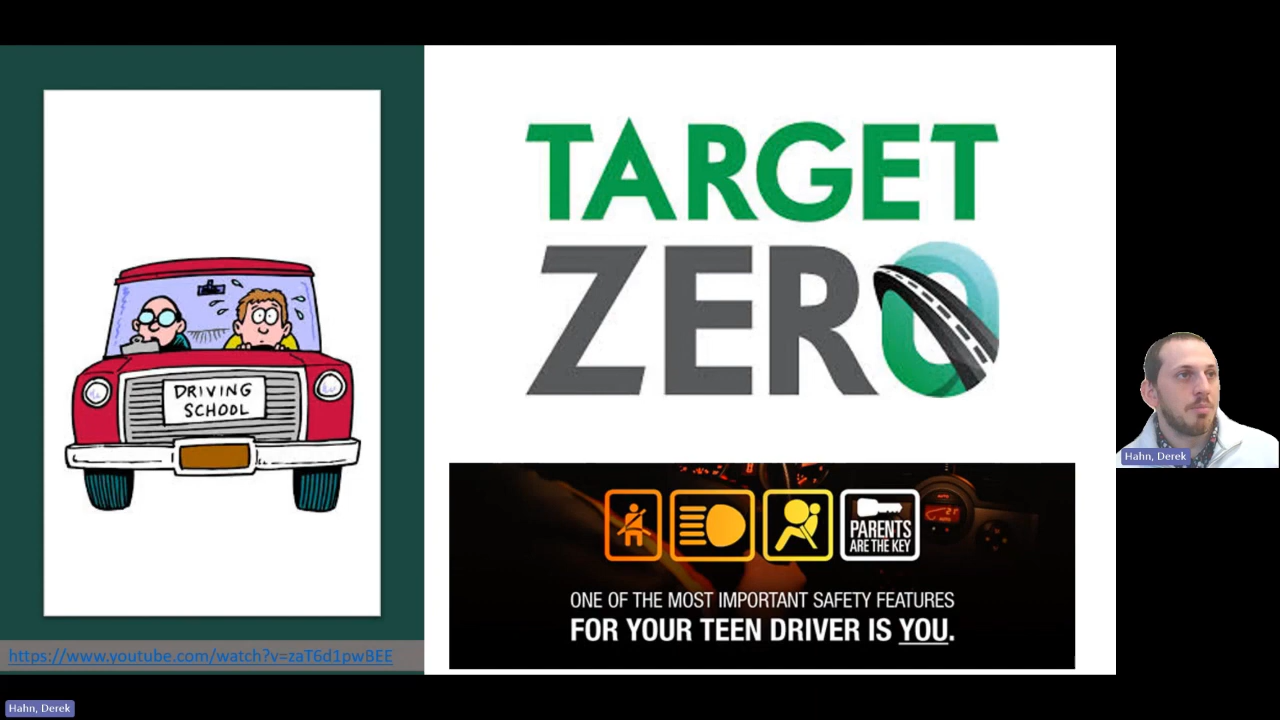 DRIVING
SCHOOL
https://www.youtube.com/watch?v=zaT6d1pwBEE
TARGET
ZERO
PARENTS
ARE THE KEY
ONE OF THE MOST IMPORTANT SAFETY FEATURES
FOR YOUR TEEN DRIVER IS YOU.
Hahn, Derek
Hahn, Derek